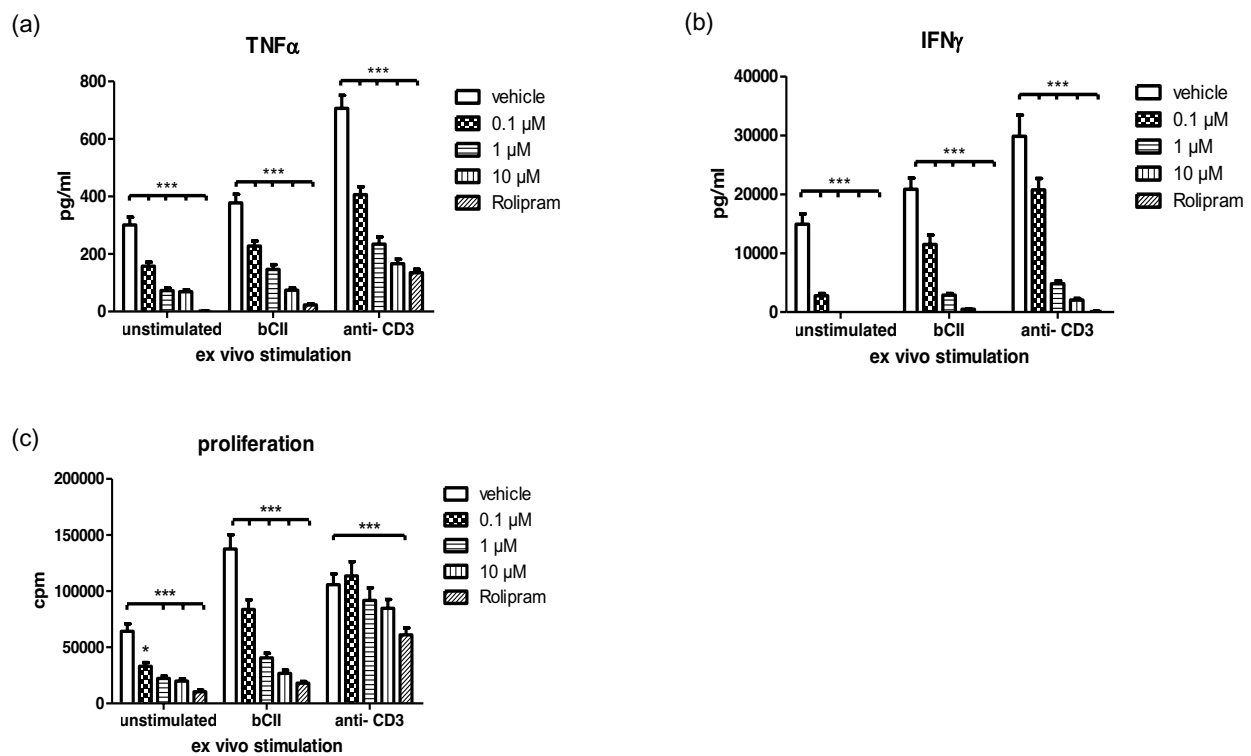 (a)
TNFα
800
600
400
200
0
pg/ml
***
***
***
unstimulated bCII anti- CD3
ex vivo stimulation
vehicle
0.1 µM
1 µM
10 µM
Rolipram
(b)
IFNγ
40000
30000
20000
10000
0
pg/ml
***
***
***
unstimulated bCII anti- CD3
ex vivo stimulation
vehicle
0.1 µM
1 µM
10 µM
Rolipram
(c)
proliferation
200000
150000
100000
50000
0
cpm
***
*
***
***
unstimulated bCII anti- CD3
ex vivo stimulation
vehicle
0.1 µM
1 µM
10 µM
Rolipram